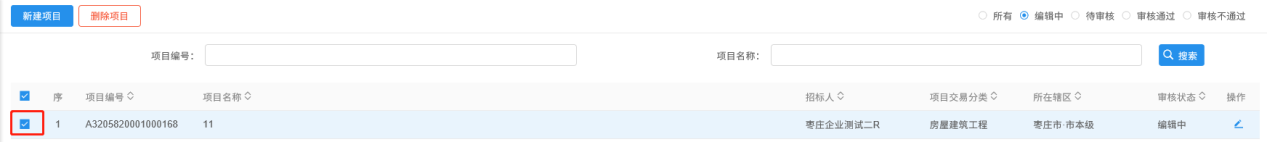 新建项目 删除项目 所有 编辑中 待审核 审核通过 审核不通过
项目编号: 项目名称: 搜索
序 项目编号 项目名称 招标人 项目交易分类 所在辖区 审核状态 操作
1 A3205820001000168 11 枣庄企业测试二R 房屋建筑工程 枣庄市·市本级 编辑中